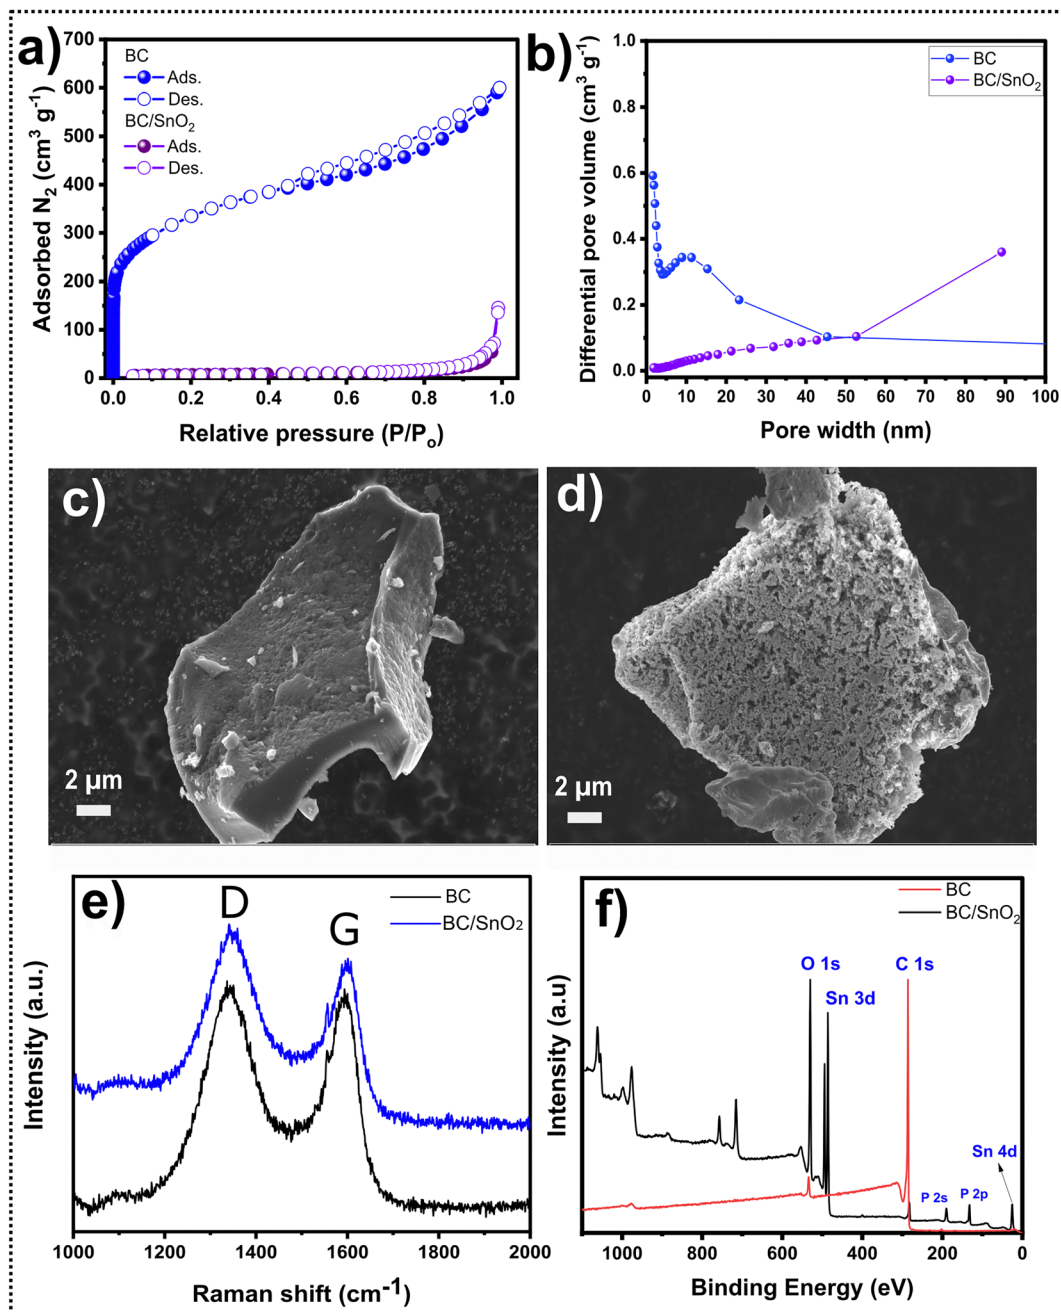 a)
700
600
500
400
300
200
100
0
Adsorbed N₂ (cm³ g⁻¹)
BC
Ads.
Des.
BC/SnO₂
Ads.
Des.
0.0 0.2 0.4 0.6 0.8 1.0
Relative pressure (P/Pₒ)
b)
1.0
0.8
0.6
0.4
0.2
0.0
Differential pore volume (cm³ g⁻¹)
BC
BC/SnO₂
0 10 20 30 40 50 60 70 80 90 100
Pore width (nm)
c)
2 µm
d)
2 µm
e)
D
G
BC
BC/SnO₂
Intensity (a.u.)
1000 1200 1400 1600 1800 2000
Raman shift (cm⁻¹)
f)
BC
BC/SnO₂
O 1s
C 1s
Sn 3d
Sn 4d
P 2s
P 2p
Intensity (a.u)
1000 800 600 400 200 0
Binding Energy (eV)